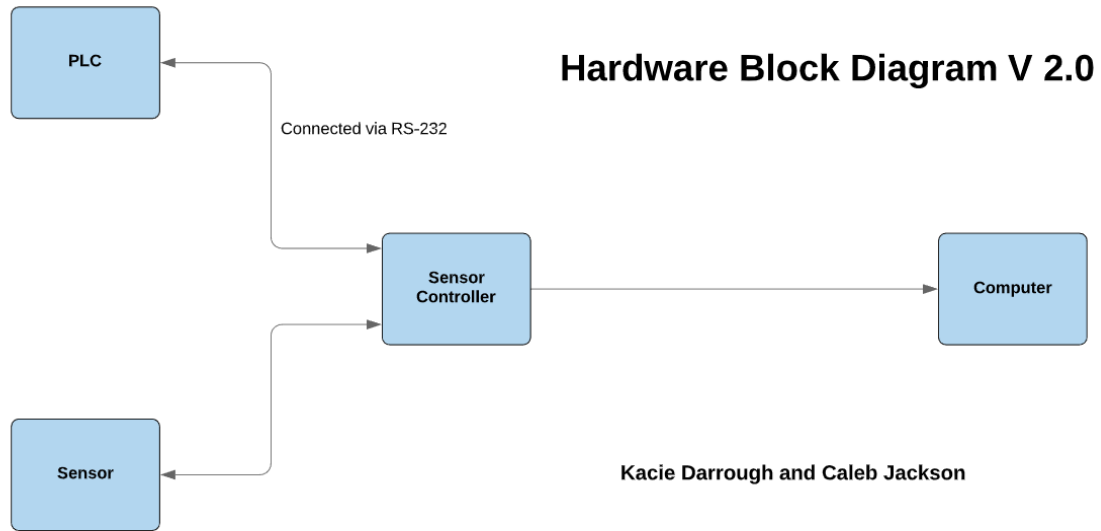 PLC
Hardware Block Diagram V 2.0
Connected via RS-232
Sensor
Controller
Computer
Sensor
Kacie Darrough and Caleb Jackson